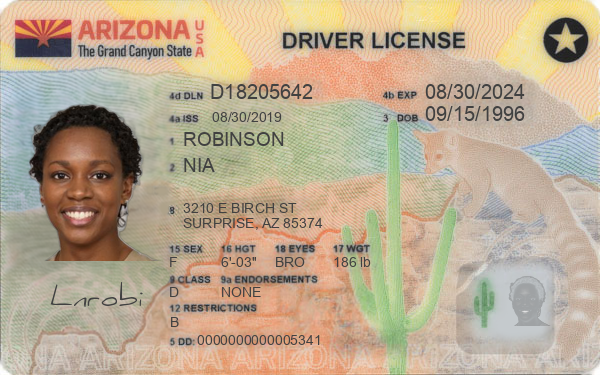 ARIZONA USA
The Grand Canyon State
DRIVER LICENSE
4d DLN D18205642 4b EXP 08/30/2024
4a ISS 08/30/2019 3 DOB 09/15/1996
1 ROBINSON
2 NIA
8 3210 E BIRCH ST
SURPRISE, AZ 85374
15 SEX 16 HGT 18 EYES 17 WGT
F 6'-03" BRO 186 lb
9 CLASS 9a ENDORSEMENTS
D NONE
Lnrobi
12 RESTRICTIONS
B
5 DD: 0000000000005341
ARIZONA ARIZONA ARIZONA ARIZONA